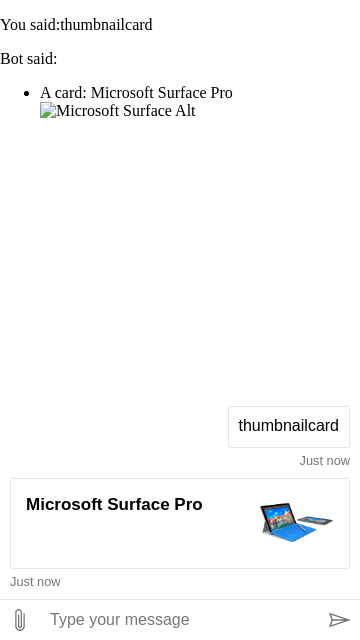 You said:thumbnailcard
Bot said:
A card: Microsoft Surface Pro
Microsoft Surface Alt
thumbnailcard
Just now
Microsoft Surface Pro
Just now
Type your message